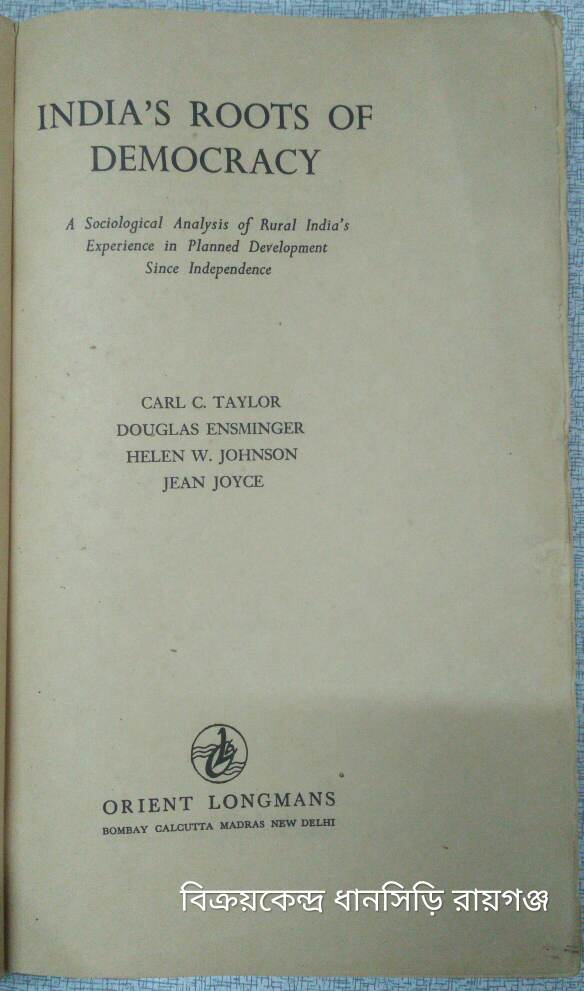 INDIA'S ROOTS OF
DEMOCRACY
A Sociological Analysis of Rural India's
Experience in Planned Development
Since Independence
CARL C. TAYLOR
DOUGLAS ENSMINGER
HELEN W. JOHNSON
JEAN JOYCE
ORIENT LONGMANS
BOMBAY CALCUTTA MADRAS NEW DELHI
বিক্রয়কেন্দ্র ধানসিড়ি রায়গঞ্জ